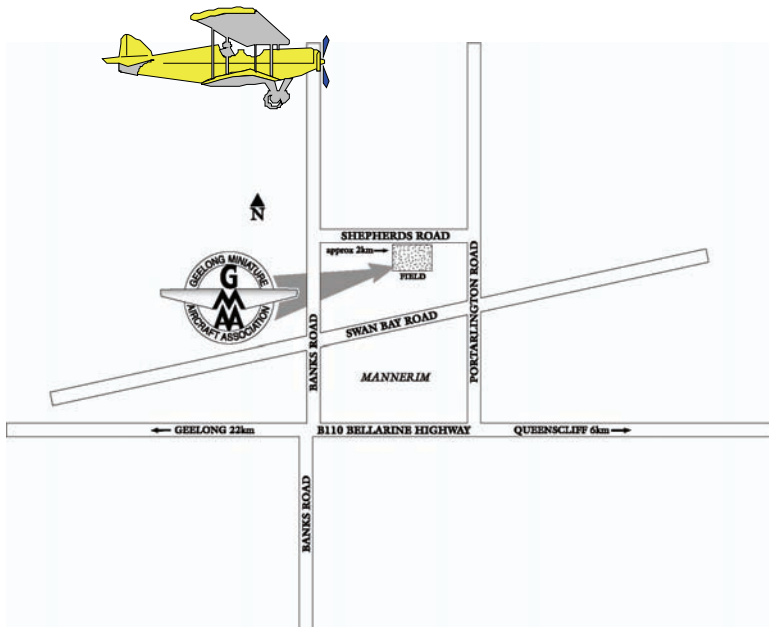 N
SHEPHERDS ROAD
approx 2km
FIELD
GEELONG MINIATURE
G
M
AA
AIRCRAFT ASSOCIATION
BANKS ROAD
SWAN BAY ROAD
PORTARLINGTON ROAD
MANNERIM
GEELONG 22km
B110 BELLARINE HIGHWAY
QUEENSCLIFF 6km
BANKS ROAD